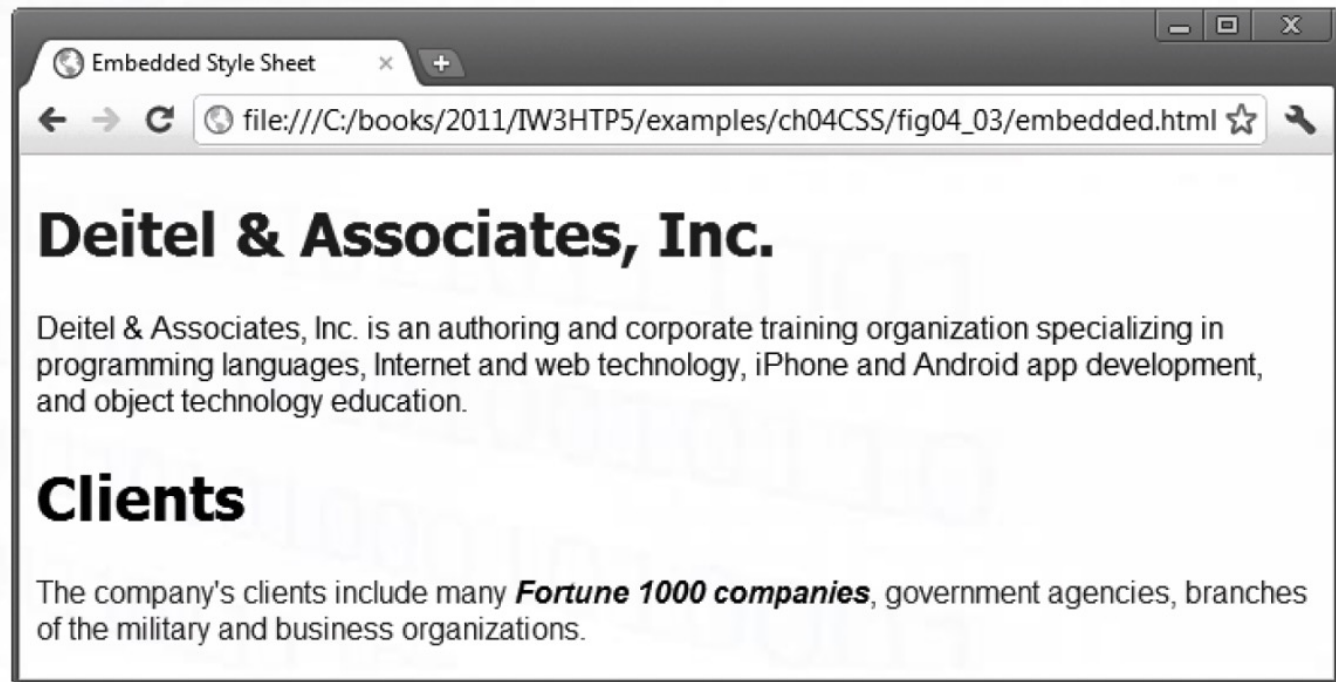 Embedded Style Sheet
file:///C:/books/2011/IW3HTP5/examples/ch04CSS/fig04_03/embedded.html
Deitel & Associates, Inc.
Deitel & Associates, Inc. is an authoring and corporate training organization specializing in
programming languages, Internet and web technology, iPhone and Android app development,
and object technology education.
Clients
The company's clients include many Fortune 1000 companies, government agencies, branches
of the military and business organizations.